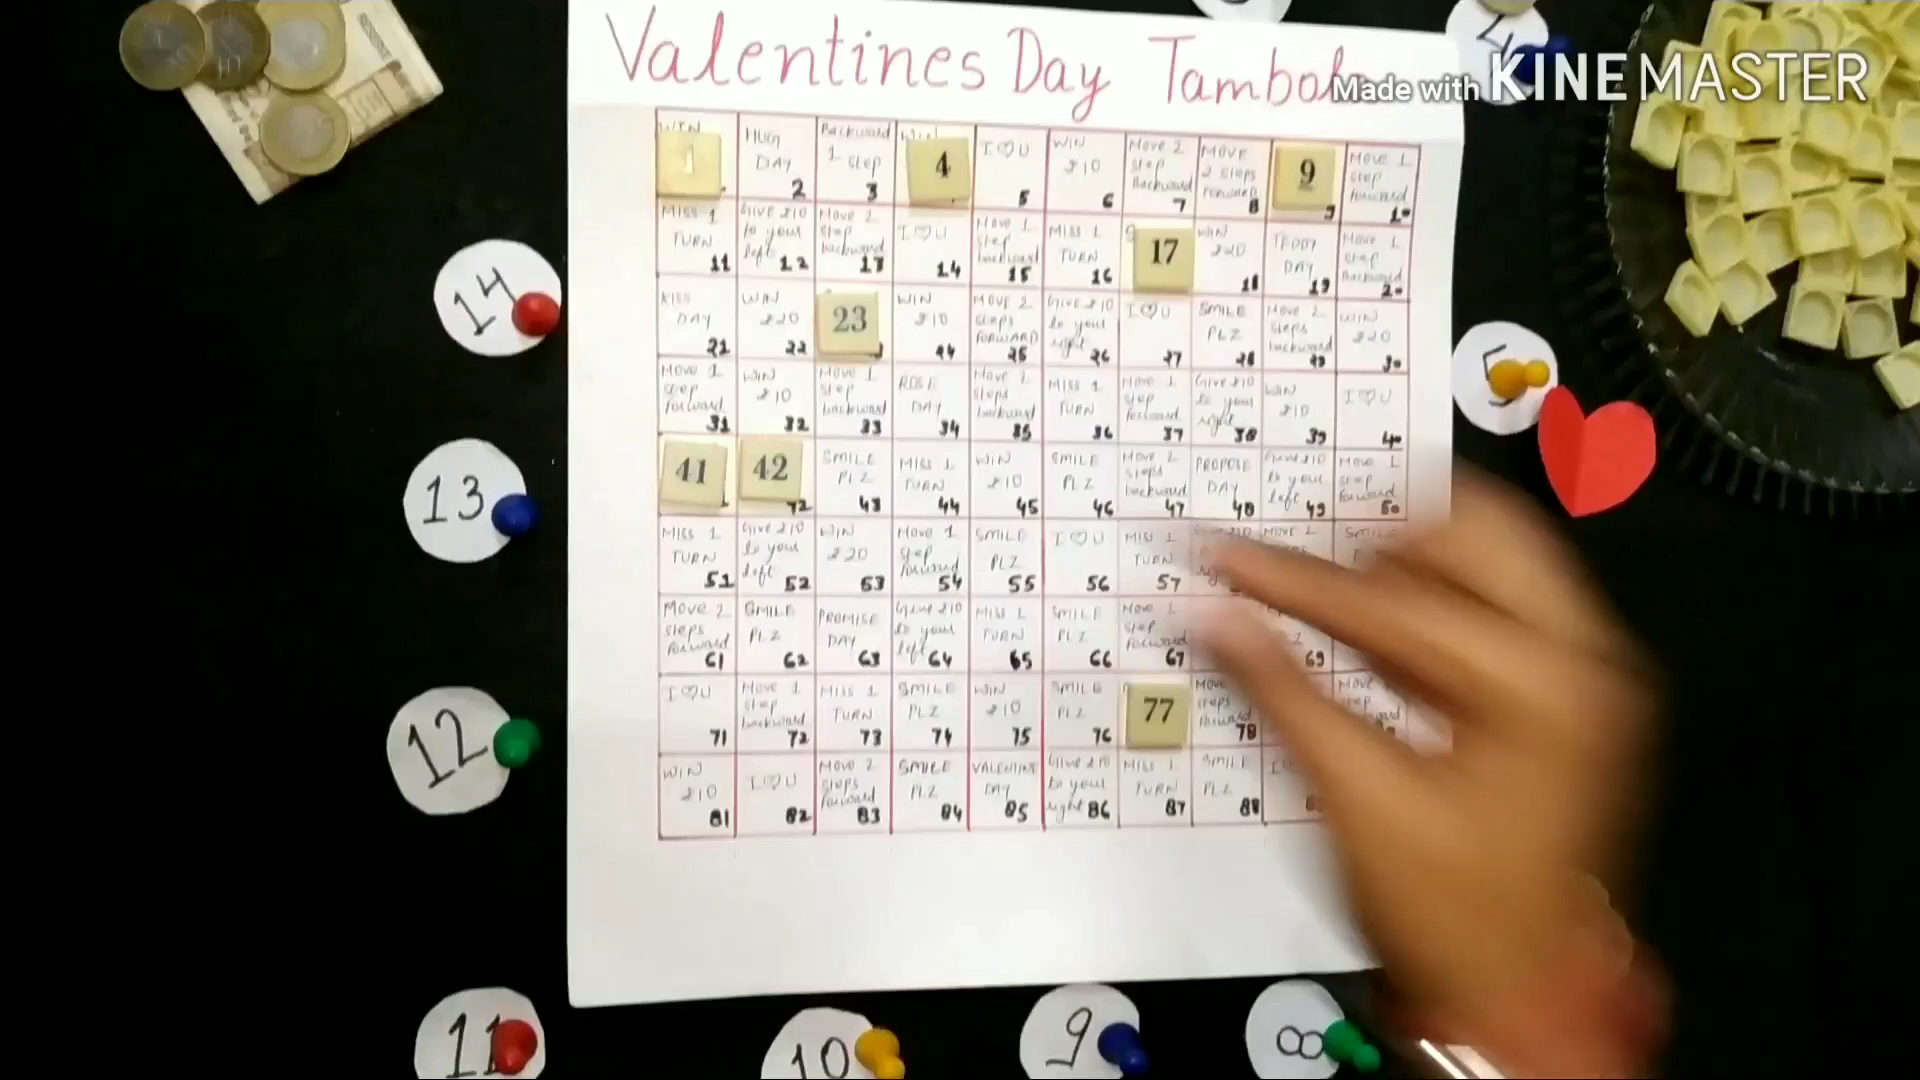 Valentines Day Tambola
Made with KINEMASTER
WIN 1
HUG DAY 2
Backward 1 step 3
WIN 4
I ♡ U 5
WIN ₹10 6
Move 2 step Backward 7
MOVE 2 steps forward 8
9 9
Move 1 step forward 10
MISS 1 TURN 11
Give ₹10 to your left 12
Move 2 step backward 13
I ♡ U 14
Move 1 step backward 15
MISS 1 TURN 16
17
WIN ₹20 18
TEDDY DAY 19
Move 1 step Backward 20
KISS DAY 21
WIN ₹20 22
23
WIN ₹10 24
MOVE 2 steps FORWARD 25
Give ₹10 to your right 26
I ♡ U 27
SMILE PLZ 28
Move 2 steps backward 29
WIN ₹20 30
Move 1 step forward 31
WIN ₹10 32
Move 1 step backward 33
ROSE DAY 34
Move 2 steps backward 35
MISS 1 TURN 36
Move 1 step forward 37
Give ₹10 to your right 38
WIN ₹10 39
I ♡ U 40
41
42 42
SMILE PLZ 43
MISS 1 TURN 44
WIN ₹10 45
SMILE PLZ 46
Move 2 steps backward 47
PROPOSE DAY 48
Give ₹10 to your left 49
Move 1 step forward 50
MISS 1 TURN 51
Give ₹10 to your left 52
WIN ₹20 53
Move 1 step forward 54
SMILE PLZ 55
I ♡ U 56
MISS 1 TURN 57
MOVE 2
SMILE
Move 2 steps forward 61
SMILE PLZ 62
PROMISE DAY 63
Give ₹10 to your left 64
MISS 1 TURN 65
SMILE PLZ 66
Move 1 step forward 67
69
I ♡ U 71
Move 1 step backward 72
MISS 1 TURN 73
SMILE PLZ 74
WIN ₹10 75
SMILE PLZ 76
77
Move steps forward 78
Move
WIN ₹10 81
I ♡ U 82
Move 2 steps forward 83
SMILE PLZ 84
VALENTINE DAY 85
Give ₹10 to your right 86
MISS 1 TURN 87
SMILE PLZ 88
4
5
14
13
12
11
10
9
8